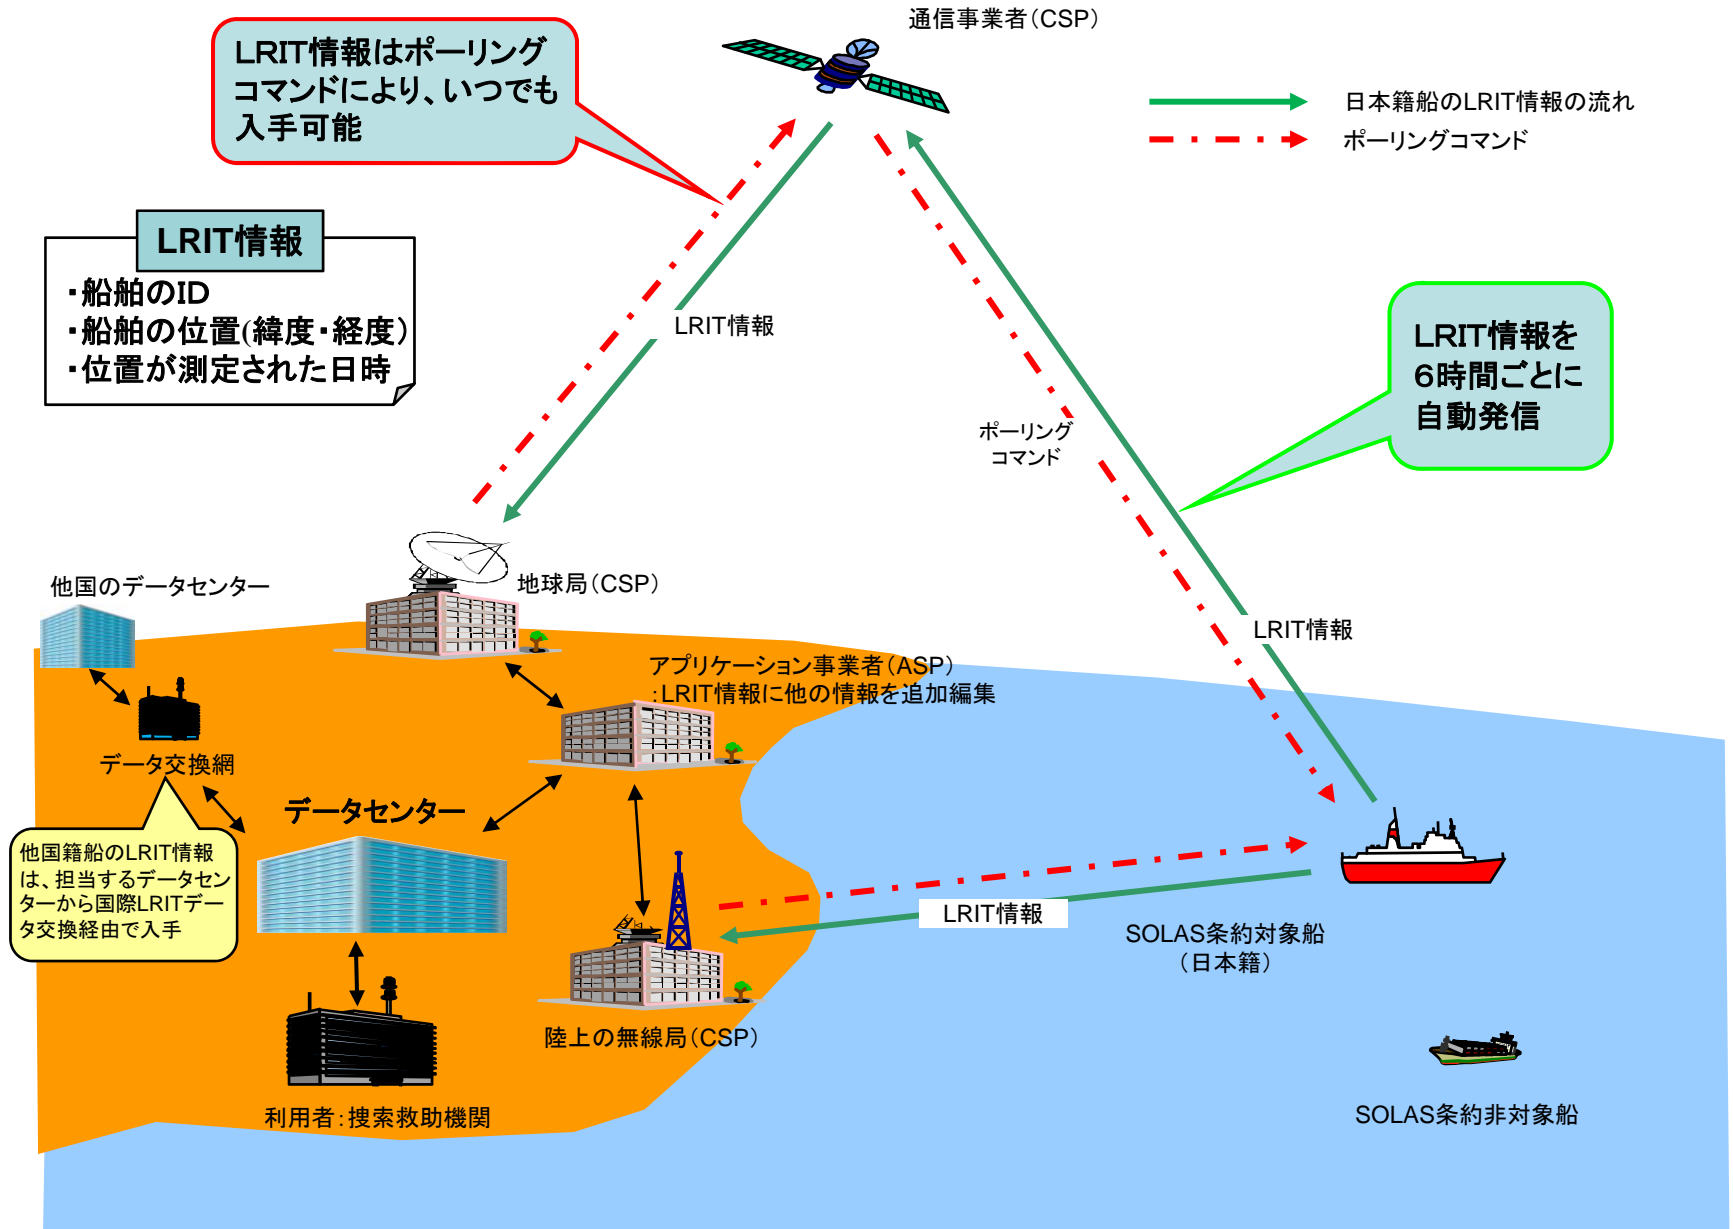 通信事業者(CSP)
LRIT情報はポーリング
コマンドにより、いつでも
入手可能
日本籍船のLRIT情報の流れ
ポーリングコマンド
LRIT情報
・船舶のID
・船舶の位置(緯度・経度)
・位置が測定された日時
LRIT情報
LRIT情報を
6時間ごとに
自動発信
ポーリング
コマンド
他国のデータセンター
地球局(CSP)
LRIT情報
アプリケーション事業者(ASP)
:LRIT情報に他の情報を追加編集
データ交換網
データセンター
他国籍船のLRIT情報
は、担当するデータセン
ターから国際LRITデー
タ交換経由で入手
LRIT情報
SOLAS条約対象船
(日本籍)
陸上の無線局(CSP)
利用者:捜索救助機関
SOLAS条約非対象船